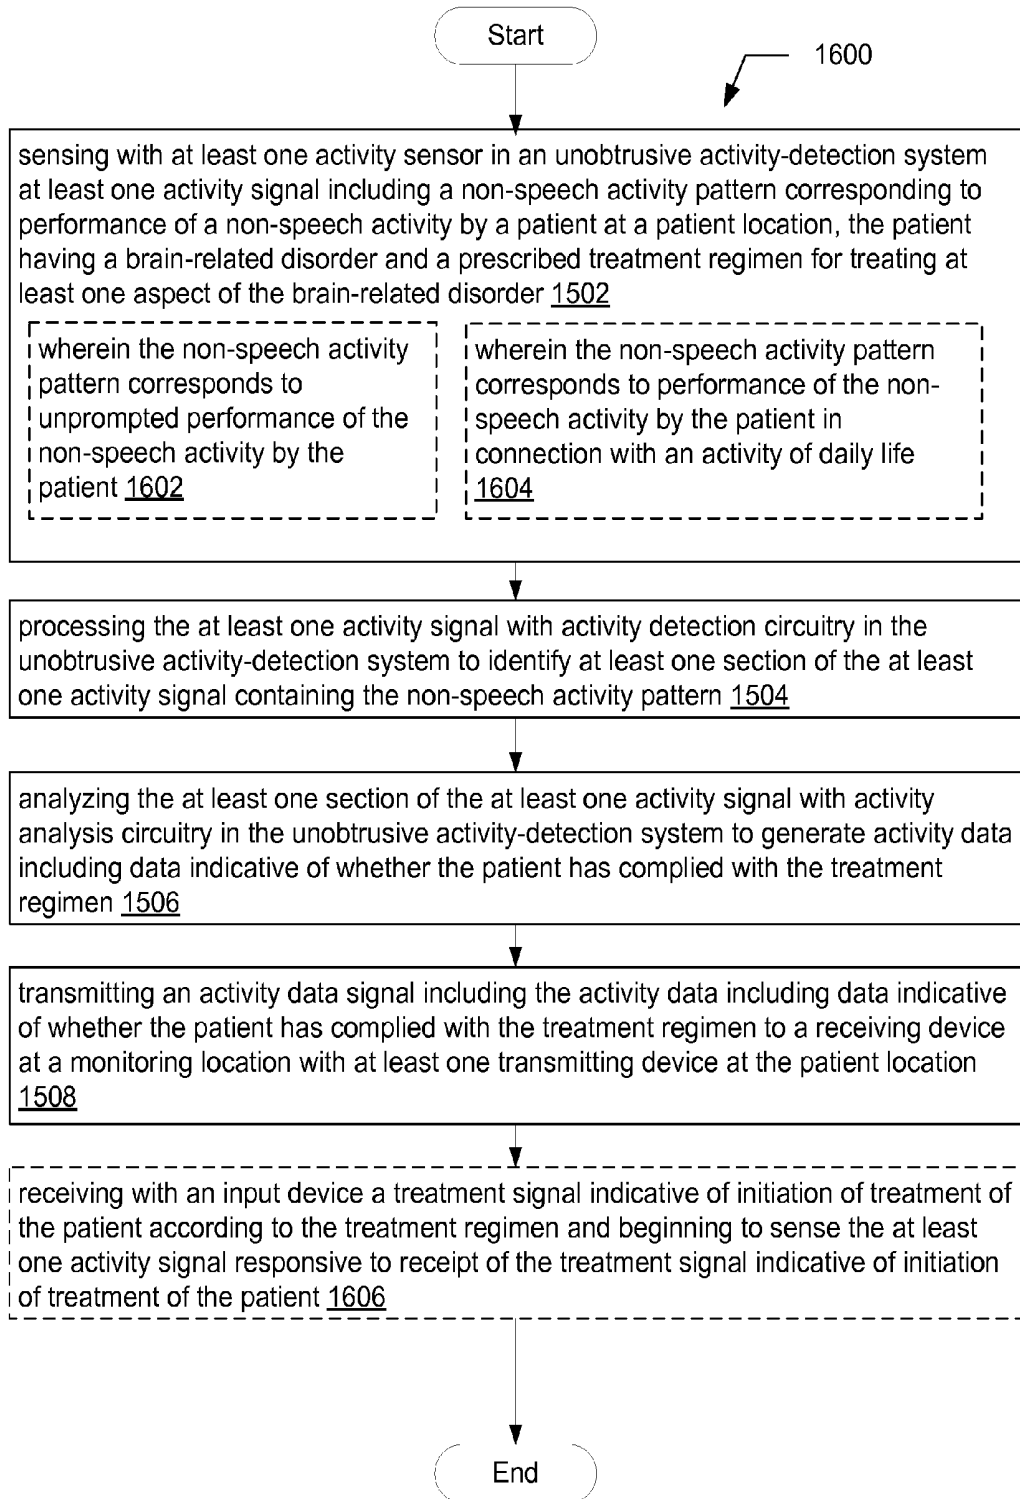 Start
1600
sensing with at least one activity sensor in an unobtrusive activity-detection system
at least one activity signal including a non-speech activity pattern corresponding to
performance of a non-speech activity by a patient at a patient location, the patient
having a brain-related disorder and a prescribed treatment regimen for treating at
least one aspect of the brain-related disorder 1502
wherein the non-speech activity
pattern corresponds to
unprompted performance of the
non-speech activity by the
patient 1602
wherein the non-speech activity pattern
corresponds to performance of the non-
speech activity by the patient in
connection with an activity of daily life
1604
processing the at least one activity signal with activity detection circuitry in the
unobtrusive activity-detection system to identify at least one section of the at least
one activity signal containing the non-speech activity pattern 1504
analyzing the at least one section of the at least one activity signal with activity
analysis circuitry in the unobtrusive activity-detection system to generate activity data
including data indicative of whether the patient has complied with the treatment
regimen 1506
transmitting an activity data signal including the activity data including data indicative
of whether the patient has complied with the treatment regimen to a receiving device
at a monitoring location with at least one transmitting device at the patient location
1508
receiving with an input device a treatment signal indicative of initiation of treatment of
the patient according to the treatment regimen and beginning to sense the at least
one activity signal responsive to receipt of the treatment signal indicative of initiation
of treatment of the patient 1606
End